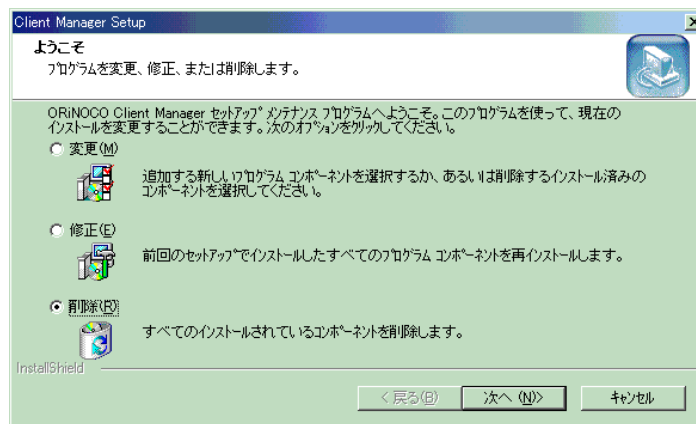 Client Manager Setup
ようこそ
プログラムを変更、修正、または削除します。
ORiNOCO Client Manager セットアップ メンテナンス プログラムへようこそ。このプログラムを使って、現在の
インストールを変更することができます。次のオプションをクリックしてください。
変更(M)
追加する新しいプログラム コンポーネントを選択するか、あるいは削除するインストール済みの
コンポーネントを選択してください。
修正(E)
前回のセットアップでインストールしたすべてのプログラム コンポーネントを再インストールします。
削除(R)
すべてのインストールされているコンポーネントを削除します。
InstallShield
< 戻る(B)
次へ (N)>
キャンセル